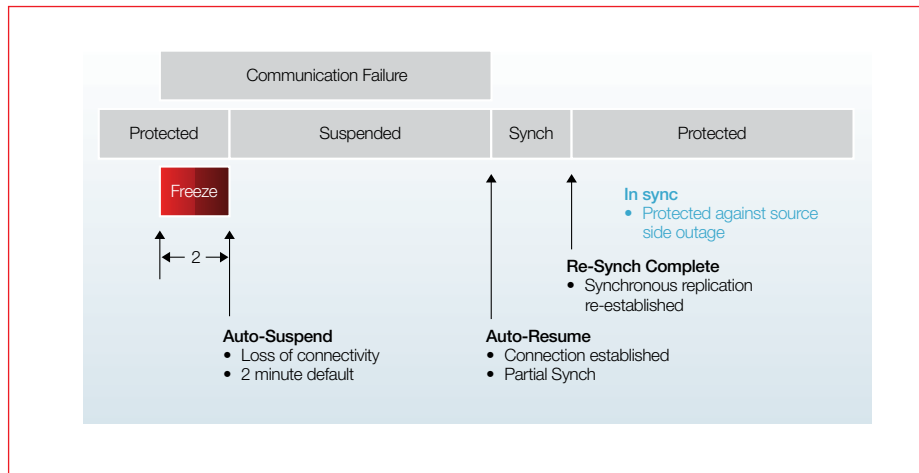 Communication Failure
Protected
Suspended
Synch
Protected
Freeze
2
In sync
• Protected against source
side outage
Re-Synch Complete
• Synchronous replication
re-established
Auto-Suspend
• Loss of connectivity
• 2 minute default
Auto-Resume
• Connection established
• Partial Synch